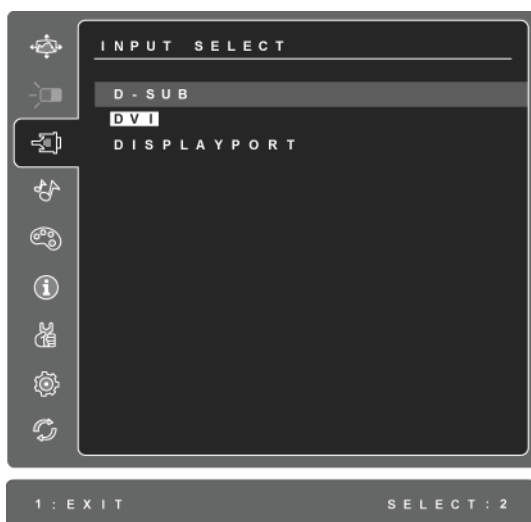 INPUT SELECT
D-SUB
DVI
DISPLAYPORT
1:EXIT SELECT:2